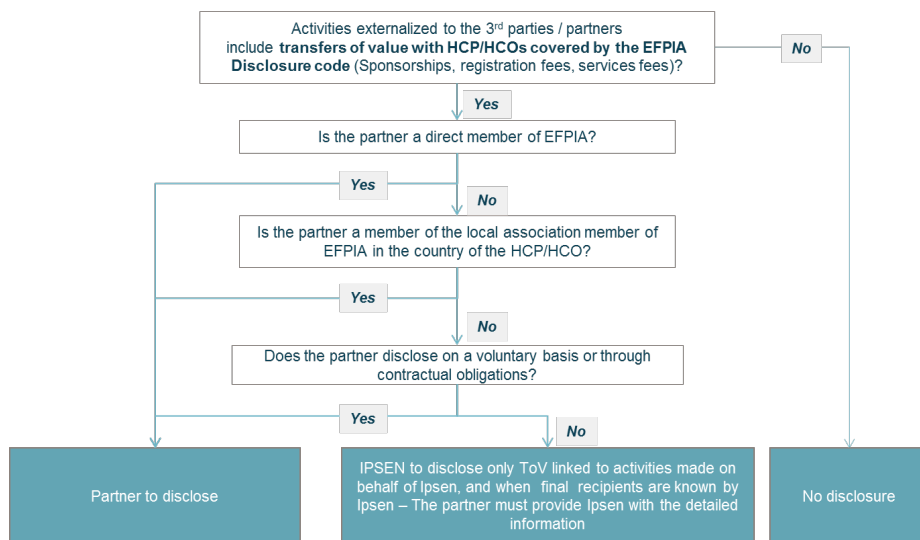 Activities externalized to the 3rd parties / partners
include transfers of value with HCP/HCOs covered by the EFPIA
Disclosure code (Sponsorships, registration fees, services fees)?
No
Yes
Is the partner a direct member of EFPIA?
Yes
No
Is the partner a member of the local association member of
EFPIA in the country of the HCP/HCO?
Yes
No
Does the partner disclose on a voluntary basis or through
contractual obligations?
Yes
No
Partner to disclose
IPSEN to disclose only ToV linked to activities made on
behalf of Ipsen, and when final recipients are known by
Ipsen – The partner must provide Ipsen with the detailed
information
No disclosure